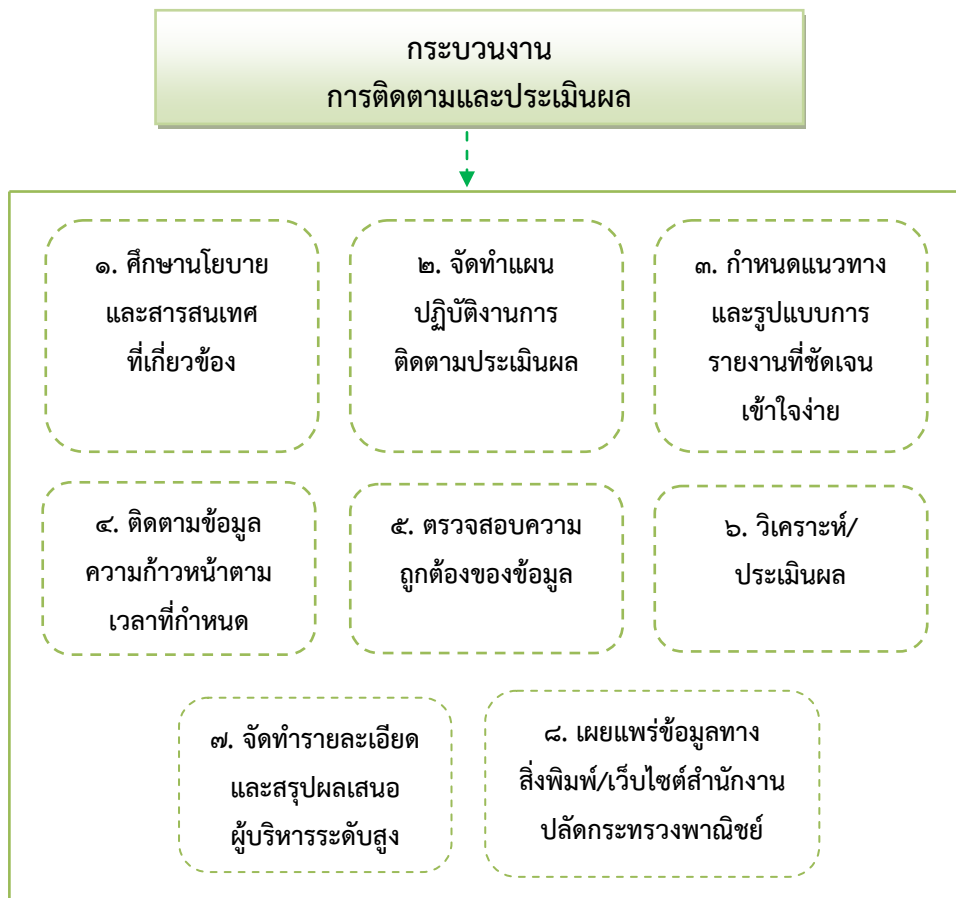 กระบวนงาน
การติดตามและประเมินผล
๑. ศึกษานโยบาย
และสารสนเทศ
ที่เกี่ยวข้อง
๒. จัดทำแผน
ปฏิบัติงานการ
ติดตามประเมินผล
๓. กำหนดแนวทาง
และรูปแบบการ
รายงานที่ชัดเจน
เข้าใจง่าย
๔. ติดตามข้อมูล
ความก้าวหน้าตาม
เวลาที่กำหนด
๕. ตรวจสอบความ
ถูกต้องของข้อมูล
๖. วิเคราะห์/
ประเมินผล
๗. จัดทำรายละเอียด
และสรุปผลเสนอ
ผู้บริหารระดับสูง
๘. เผยแพร่ข้อมูลทาง
สิ่งพิมพ์/เว็บไซต์สำนักงาน
ปลัดกระทรวงพาณิชย์